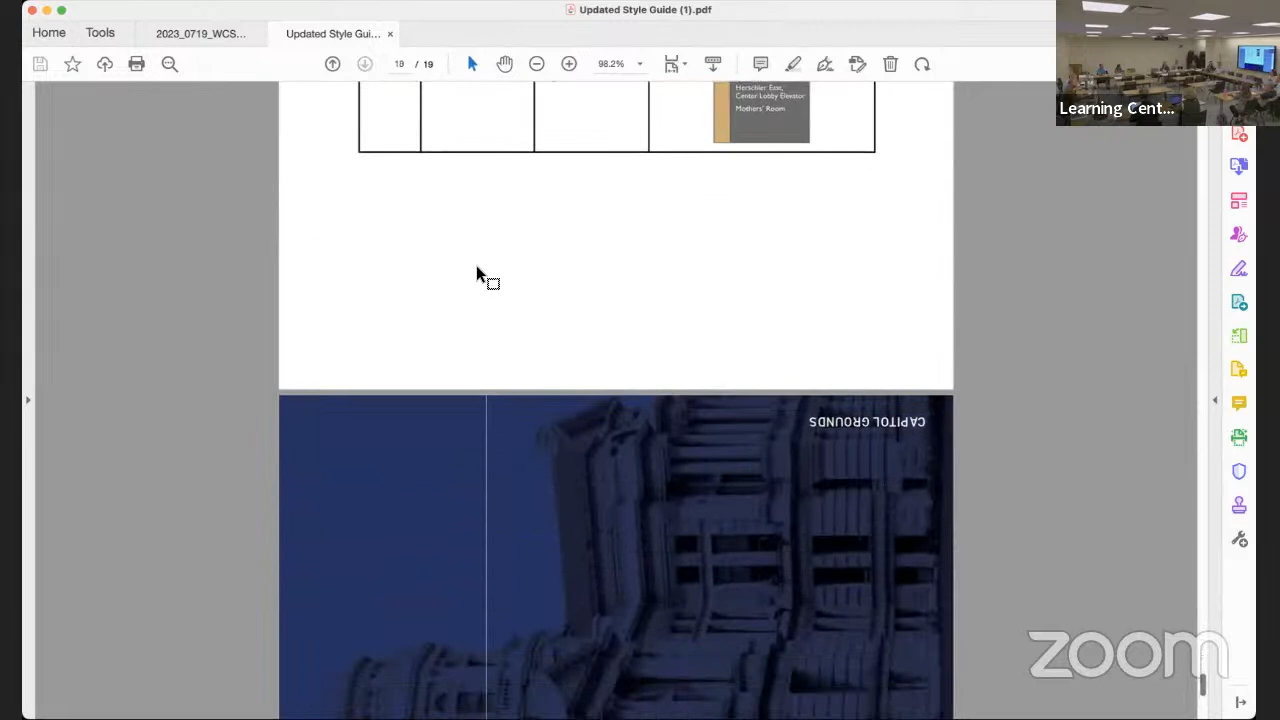 Updated Style Guide (1).pdf
Home
Tools
2023_0719_WCS...
Updated Style Gui...
18 / 19
98.2%
Learning Cent...
Herschler East,
Center Lobby Elevator
Mothers' Room
CAPITOL GROUNDS
zoom